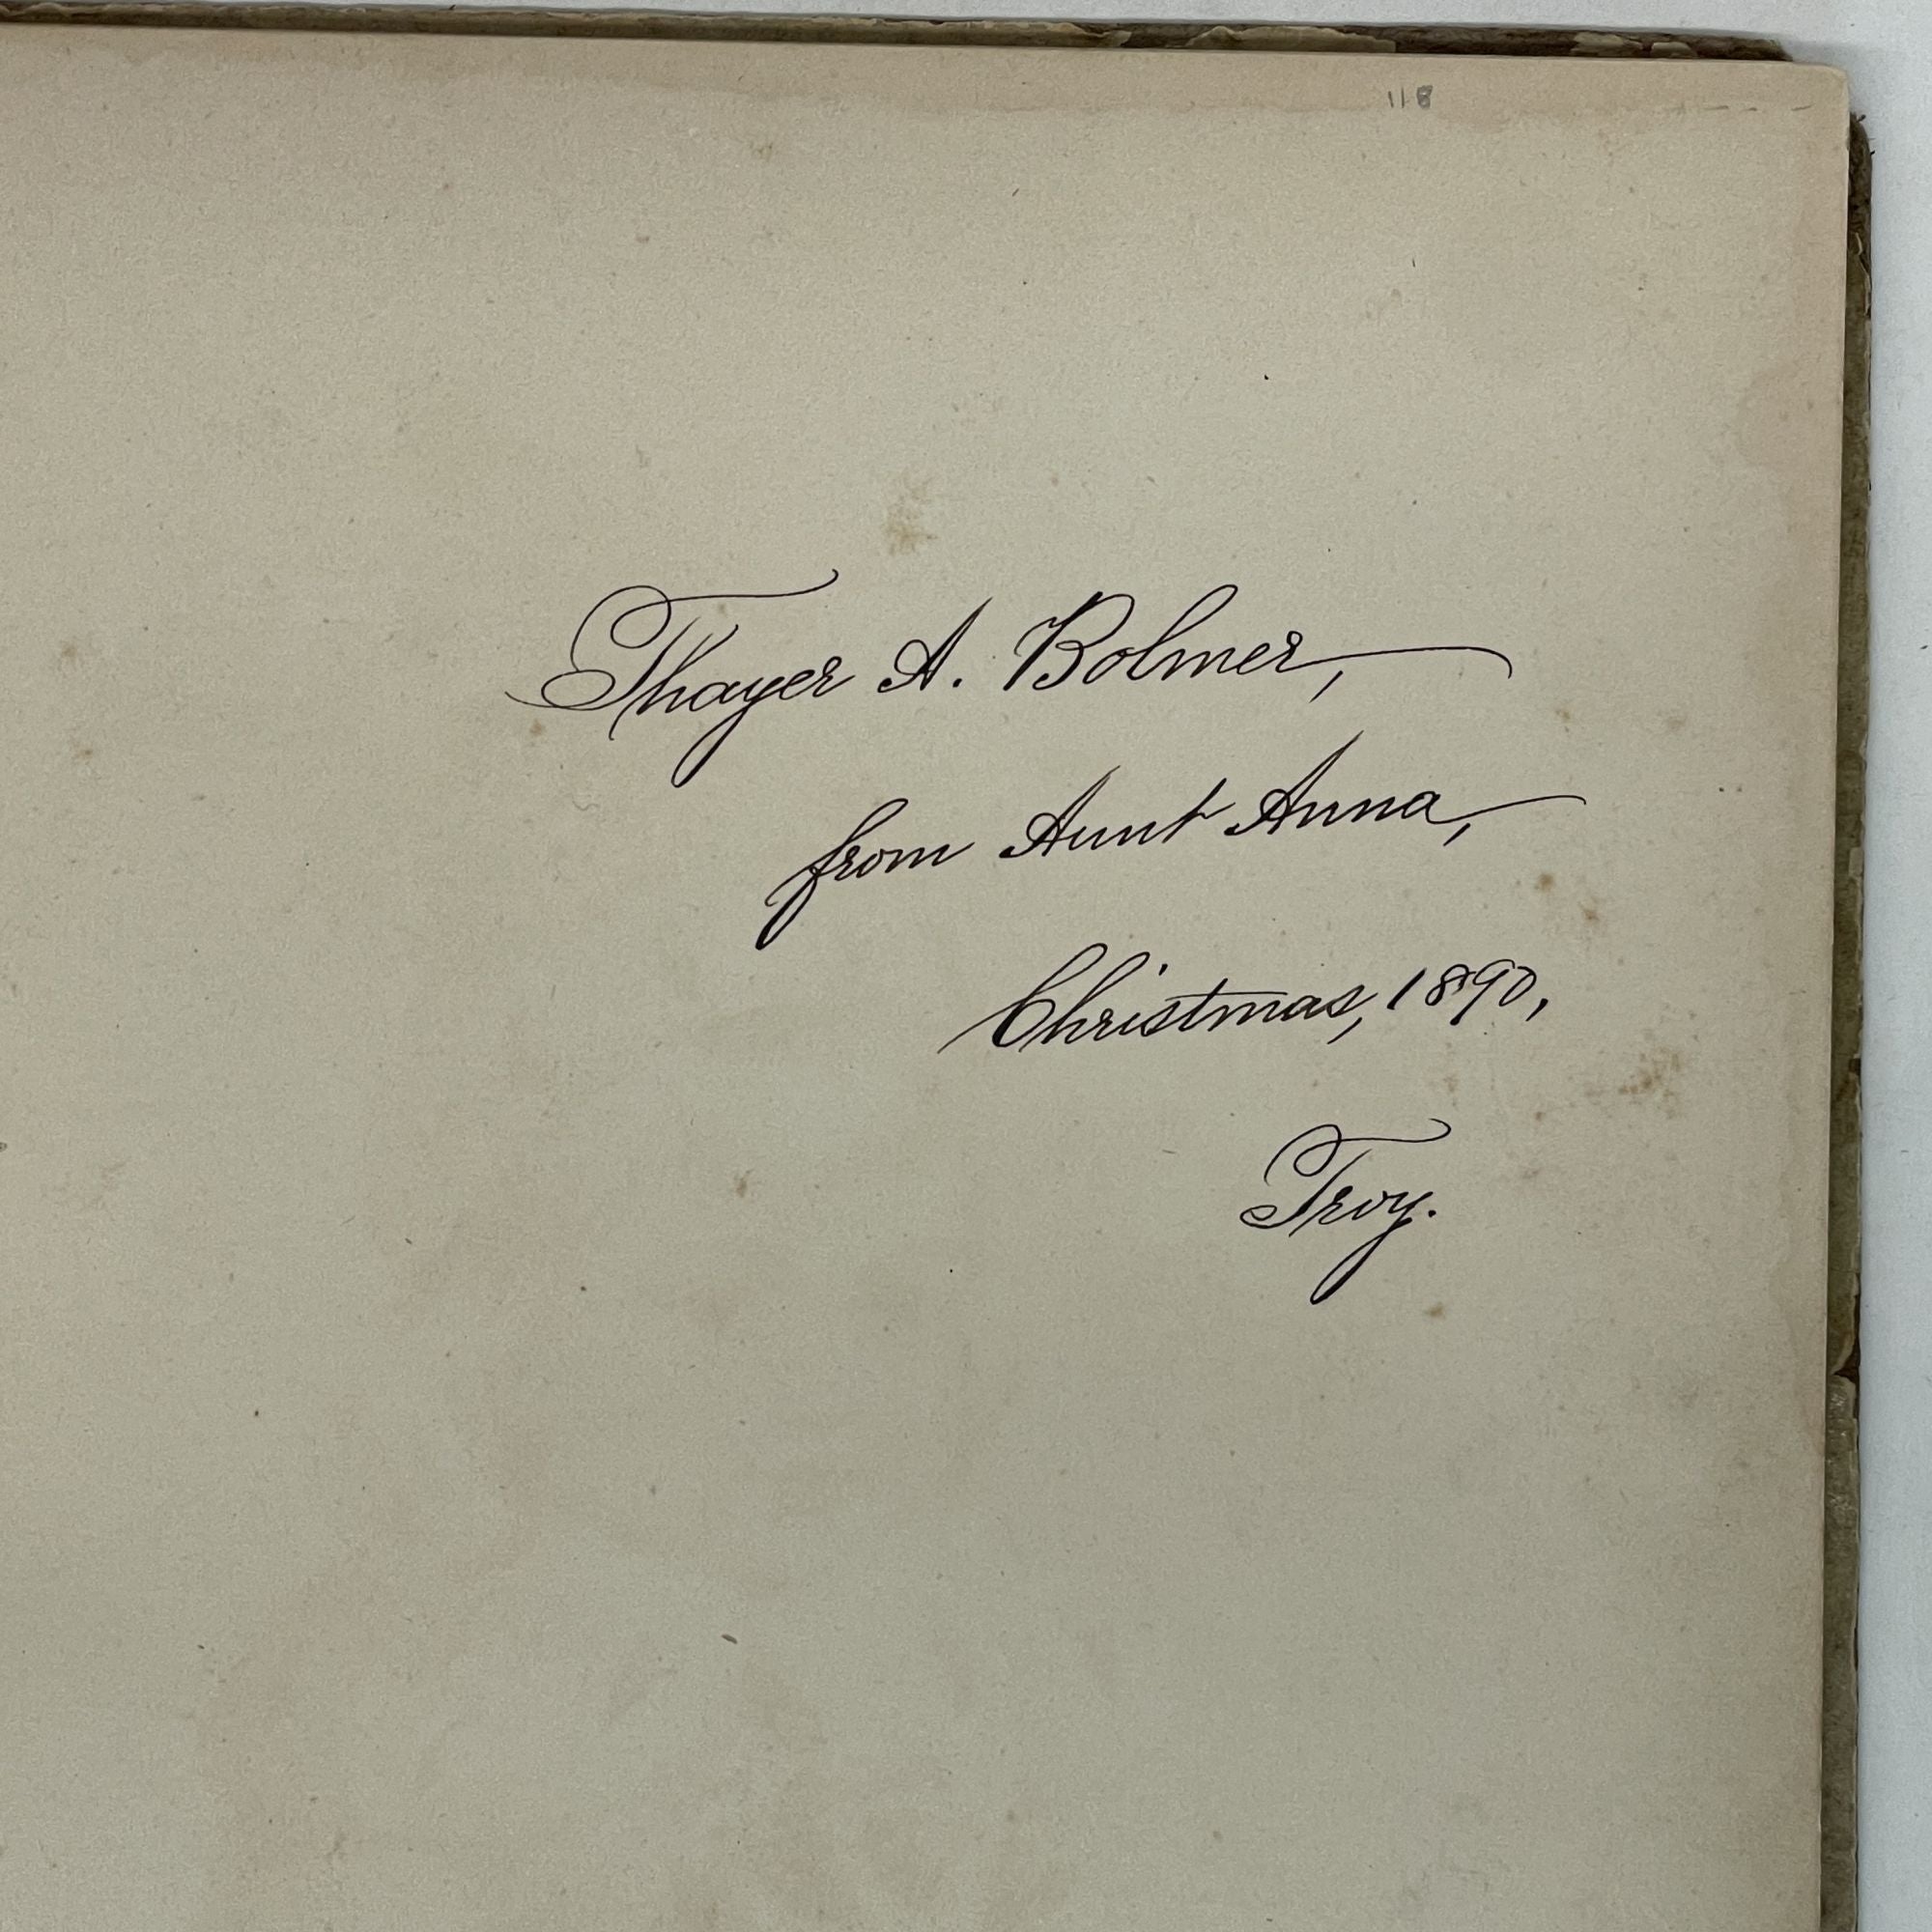 118
Thayer A. Bolmer,
from Aunt Anna,
Christmas, 1890,
Troy.